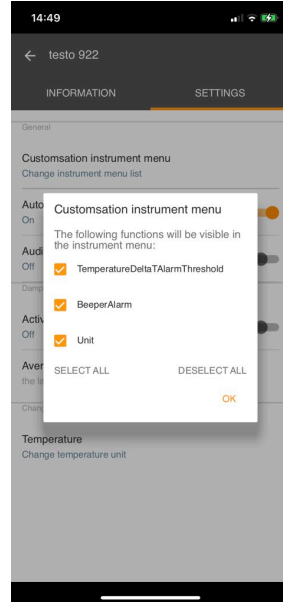 14:49
testo 922
INFORMATION SETTINGS
General
Customsation instrument menu
Change instrument menu list
Auto
On
Customsation instrument menu
The following functions will be visible in
the instrument menu:
Audi
Off
TemperatureDeltaTAlarmThreshold
Damp
BeeperAlarm
Activ
Off
Unit
Aver
the la
SELECT ALL DESELECT ALL
OK
Chang
Temperature
Change temperature unit